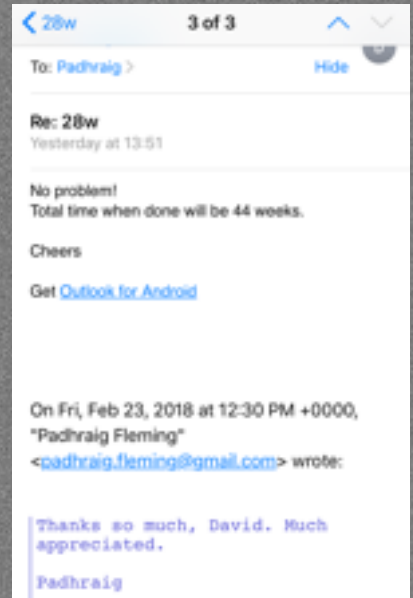 28w
3 of 3
To: Padhraig
Hide
Re: 28w
Yesterday at 13:51
No problem!
Total time when done will be 44 weeks.
Cheers
Get Outlook for Android
On Fri, Feb 23, 2018 at 12:30 PM +0000,
"Padhraig Fleming"
<padhraig.fleming@gmail.com> wrote:
Thanks so much, David. Much
appreciated.
Padhraig